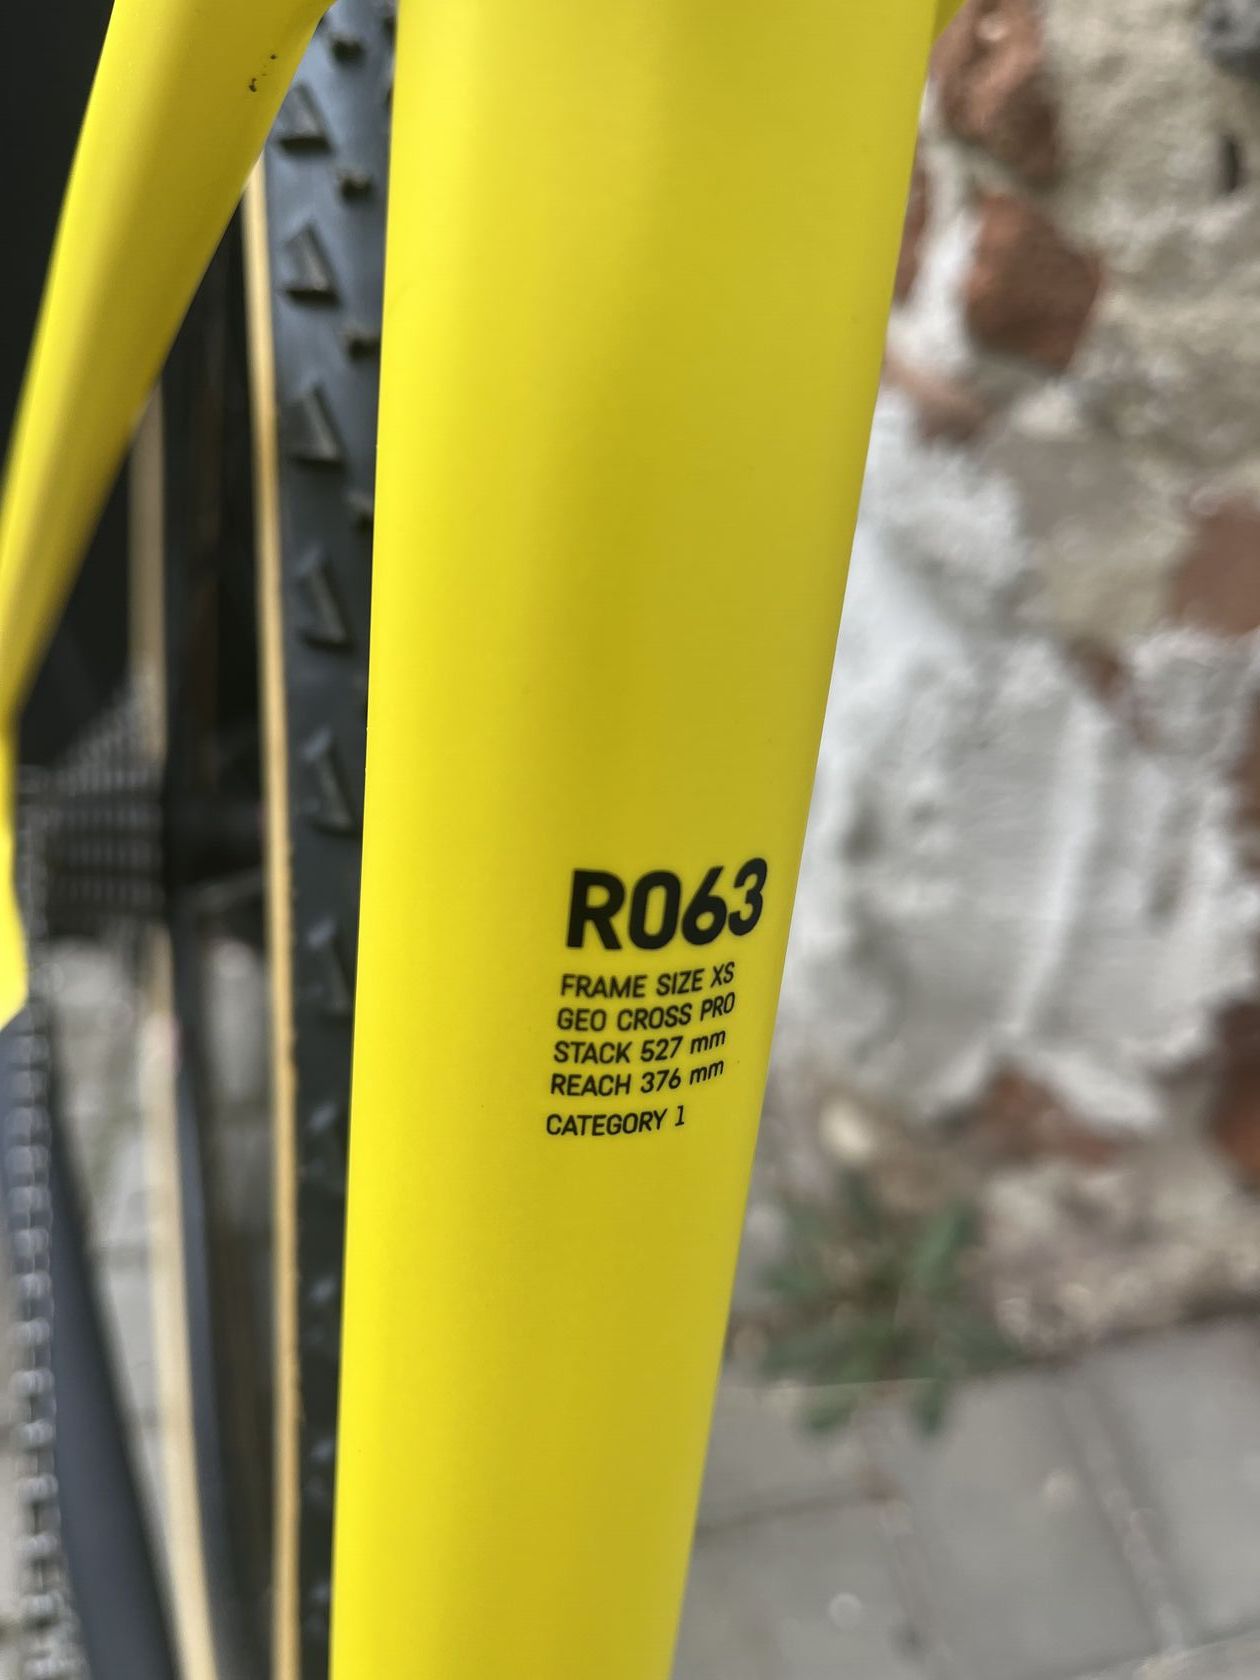 R063
FRAME SIZE XS
GEO CROSS PRO
STACK 527 mm
REACH 376 mm
CATEGORY 1